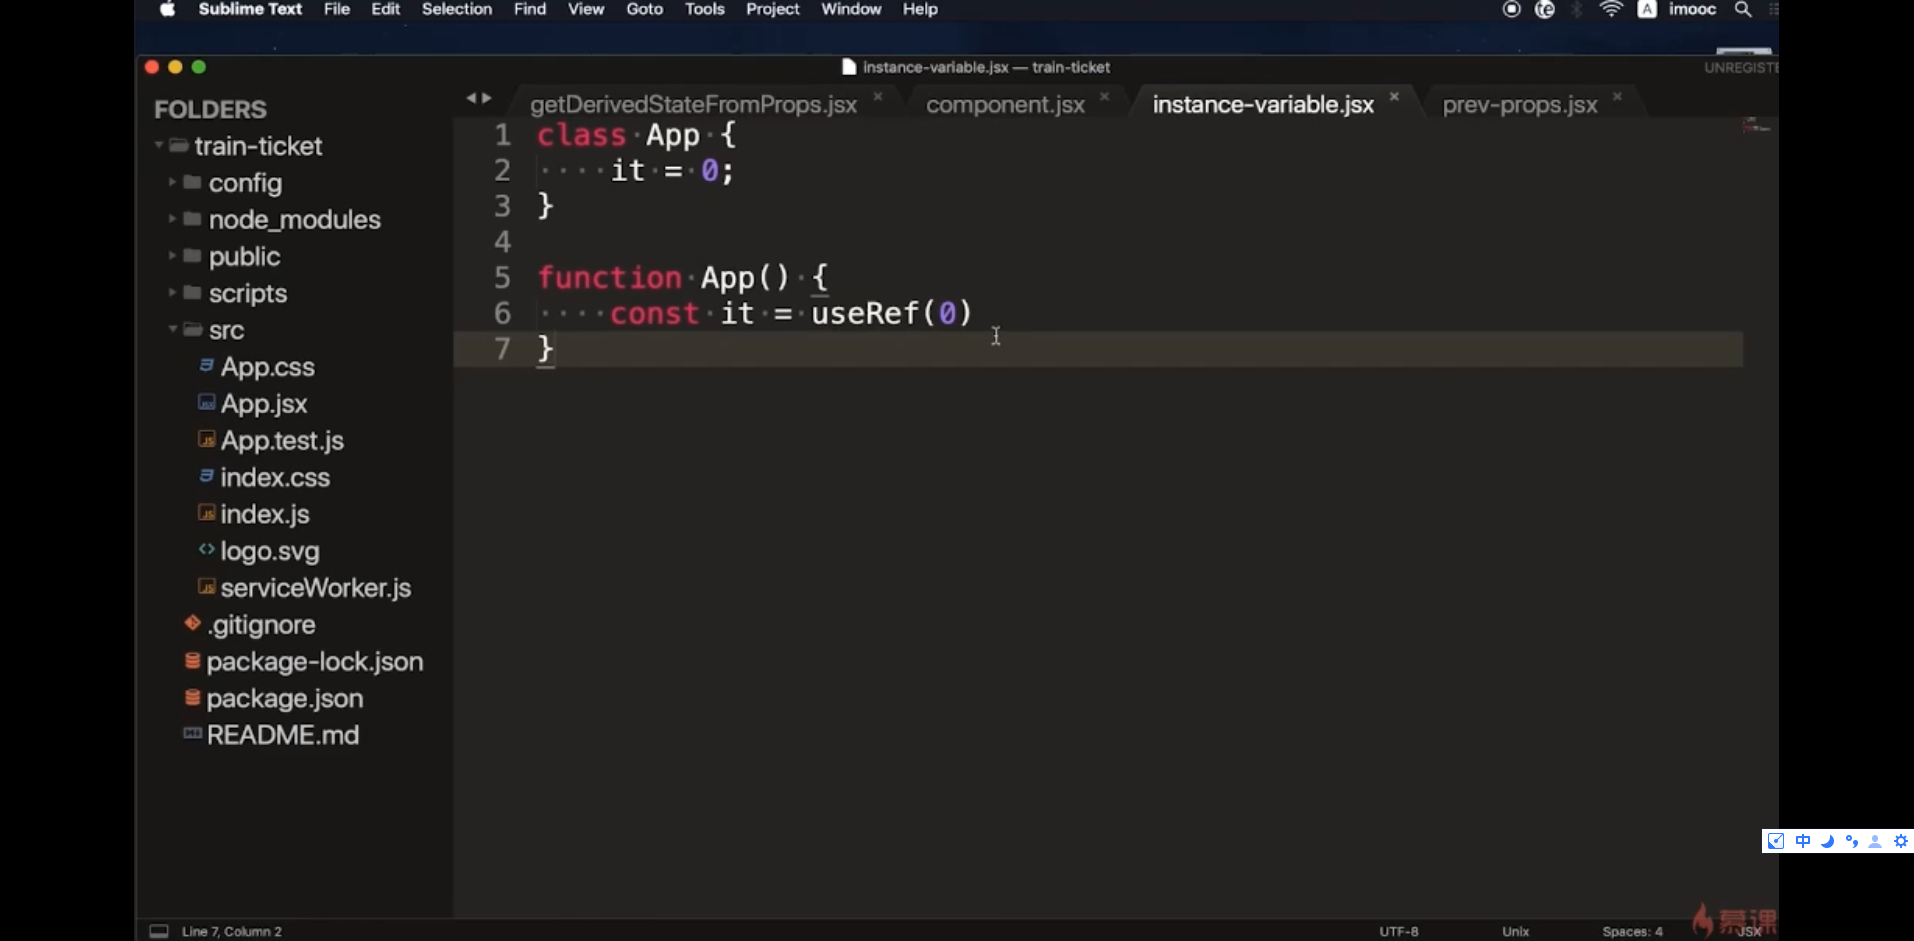 Sublime Text File Edit Selection Find View Goto Tools Project Window Help A imooc
instance-variable.jsx — train-ticket
UNREGISTE
FOLDERS
train-ticket
config
node_modules
public
scripts
src
App.css
App.jsx
App.test.js
index.css
index.js
logo.svg
serviceWorker.js
.gitignore
package-lock.json
package.json
README.md
getDerivedStateFromProps.jsx × component.jsx × instance-variable.jsx × prev-props.jsx ×
1 class App {
2     it = 0;
3 }
4
5 function App() {
6     const it = useRef(0)
7 }
中
Line 7, Column 2
UTF-8 Unix Spaces: 4 JSX
慕课